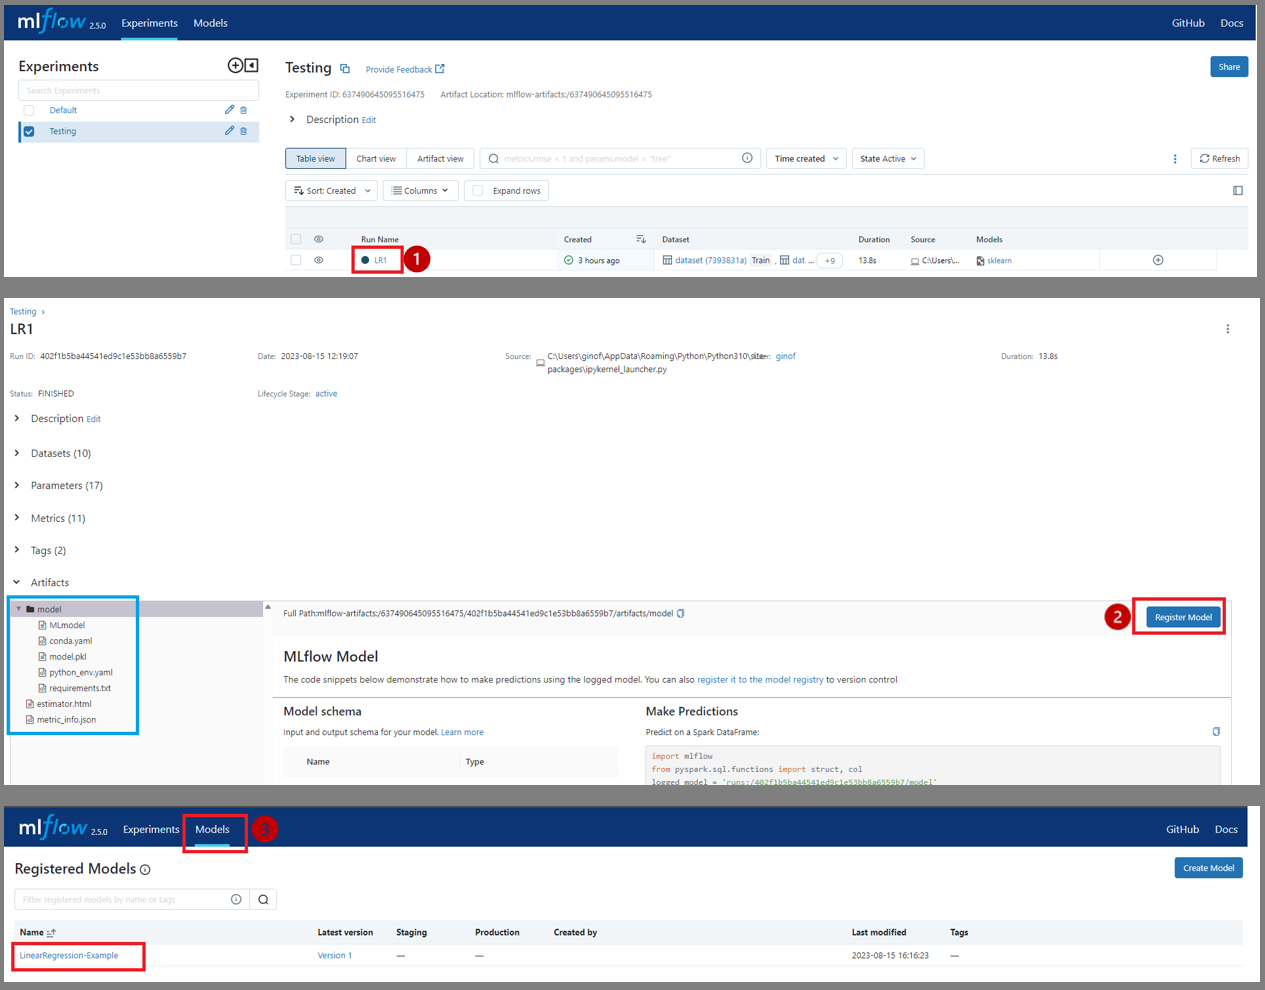 mlflow 2.5.0 Experiments Models GitHub Docs
Experiments
Search Experiments
Default
Testing
Testing Provide Feedback Share
Experiment ID: 637490645095516475 Artifact Location: mlflow-artifacts:/637490645095516475
Description Edit
Table view Chart view Artifact view metrics.rmse < 1 and params.model = "tree" Time created State Active Refresh
Sort: Created Columns Expand rows
Run Name Created Dataset Duration Source Models
LR1 1 3 hours ago dataset (7393831a) Train , dat ... +9 13.8s C:\Users\... sklearn
Testing
LR1
Run ID: 402f1b5ba44541ed9c1e53bb8a6559b7 Date: 2023-08-15 12:19:07 Source: C:\Users\ginof\AppData\Roaming\Python\Python310\site- ginof Duration: 13.8s
packages\ipykernel_launcher.py
Status: FINISHED Lifecycle Stage: active
Description Edit
Datasets (10)
Parameters (17)
Metrics (11)
Tags (2)
Artifacts
model
MLmodel
conda.yaml
model.pkl
python_env.yaml
requirements.txt
estimator.html
metric_info.json
Full Path:mlflow-artifacts:/637490645095516475/402f1b5ba44541ed9c1e53bb8a6559b7/artifacts/model 2 Register Model
MLflow Model
The code snippets below demonstrate how to make predictions using the logged model. You can also register it to the model registry to version control
Model schema
Input and output schema for your model. Learn more
Name Type
Make Predictions
Predict on a Spark DataFrame:
import mlflow
from pyspark.sql.functions import struct, col
logged_model = 'runs:/402f1b5ba44541ed9c1e53bb8a6559b7/model'
mlflow 2.5.0 Experiments Models 3 GitHub Docs
Registered Models Create Model
Filter registered models by name or tags
Name Latest version Staging Production Created by Last modified Tags
LinearRegression-Example Version 1 — — 2023-08-15 16:16:23 —